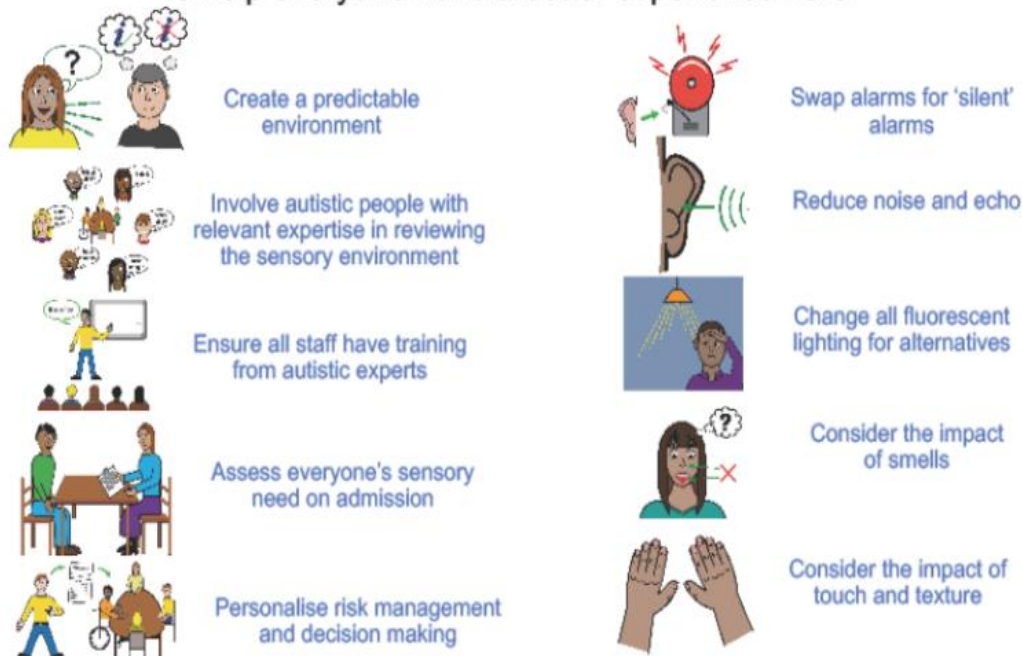 Create a predictable
environment
Involve autistic people with
relevant expertise in reviewing
the sensory environment
Ensure all staff have training
from autistic experts
Assess everyone's sensory
need on admission
Personalise risk management
and decision making
Swap alarms for 'silent'
alarms
Reduce noise and echo
Change all fluorescent
lighting for alternatives
Consider the impact
of smells
Consider the impact of
touch and texture
?
?